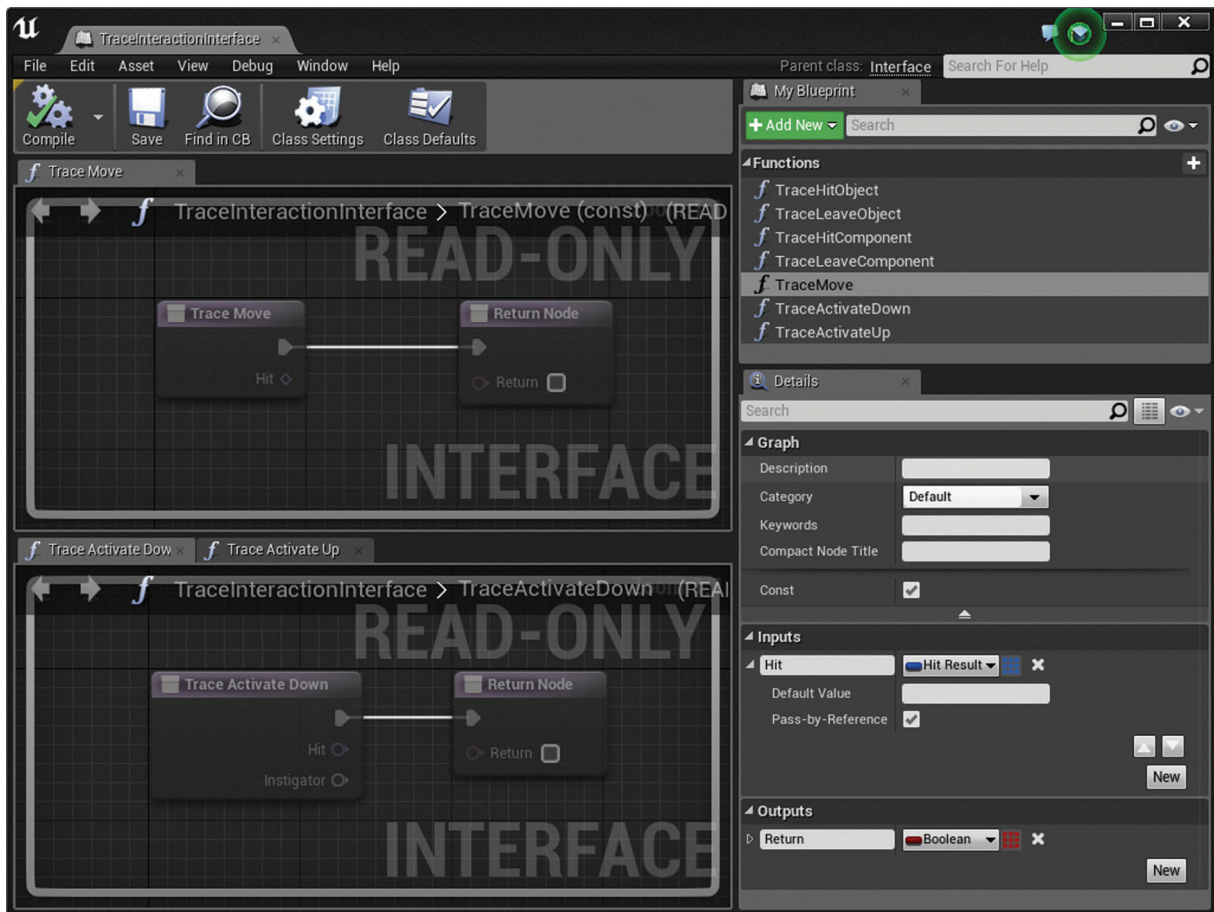 TraceInteractionInterface
File Edit Asset View Debug Window Help
Parent class: Interface
Search For Help
Compile
Save
Find in CB
Class Settings
Class Defaults
Trace Move
TraceInteractionInterface > TraceMove (const) (READ
READ-ONLY
Trace Move
Hit
Return Node
Return
INTERFACE
Trace Activate Dow
Trace Activate Up
TraceInteractionInterface > TraceActivateDown (REA
READ-ONLY
Trace Activate Down
Hit
Instigator
Return Node
Return
INTERFACE
My Blueprint
+ Add New
Search
Functions
TraceHitObject
TraceLeaveObject
TraceHitComponent
TraceLeaveComponent
TraceMove
TraceActivateDown
TraceActivateUp
Details
Search
Graph
Description
Category Default
Keywords
Compact Node Title
Const
Inputs
Hit Hit Result
Default Value
Pass-by-Reference
New
Outputs
Return Boolean
New